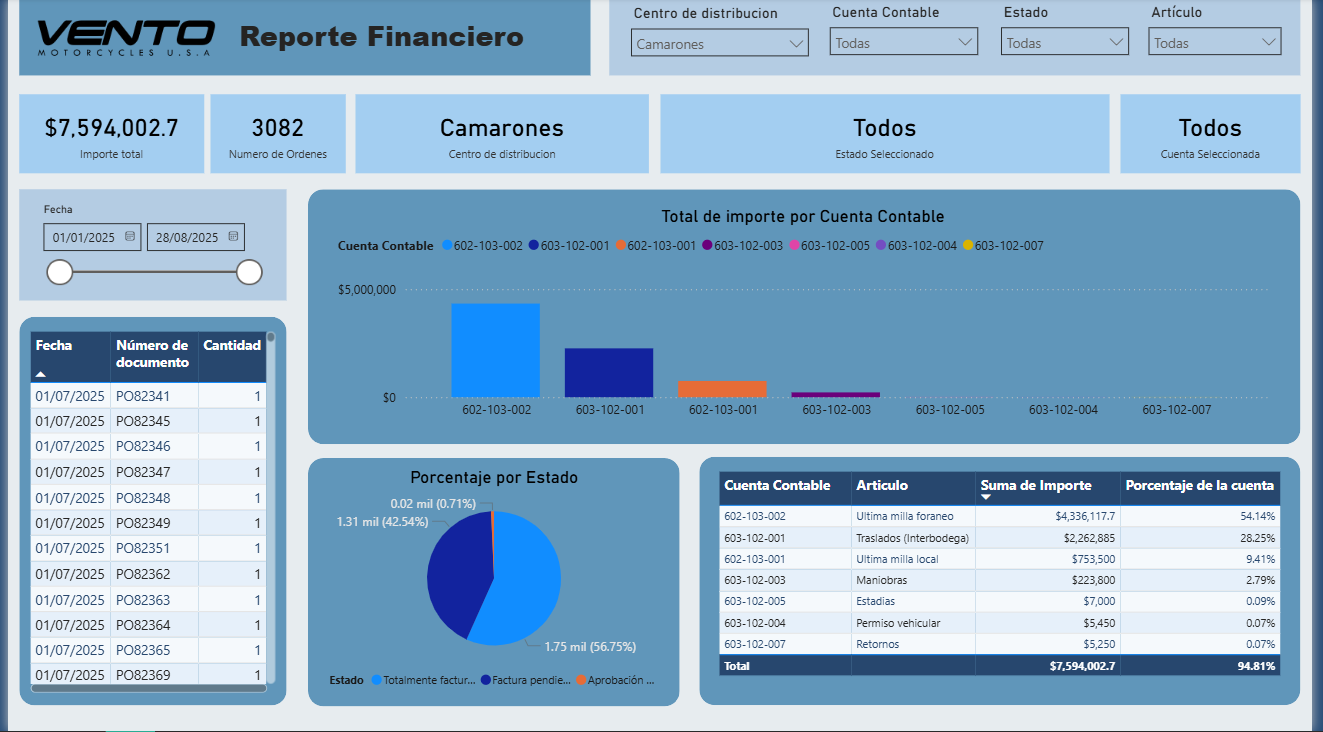 VENTO
MOTORCYCLES U.S.A
Reporte Financiero
Centro de distribucion
Camarones
Cuenta Contable
Todas
Estado
Todas
Artículo
Todas
$7,594,002.7
Importe total
3082
Numero de Ordenes
Camarones
Centro de distribucion
Todos
Estado Seleccionado
Todos
Cuenta Seleccionada
Fecha
01/01/2025 28/08/2025
Fecha Número de documento Cantidad
01/07/2025 PO82341 1
01/07/2025 PO82345 1
01/07/2025 PO82346 1
01/07/2025 PO82347 1
01/07/2025 PO82348 1
01/07/2025 PO82349 1
01/07/2025 PO82351 1
01/07/2025 PO82362 1
01/07/2025 PO82363 1
01/07/2025 PO82364 1
01/07/2025 PO82365 1
01/07/2025 PO82369 1
Total de importe por Cuenta Contable
Cuenta Contable 602-103-002 603-102-001 602-103-001 603-102-003 603-102-005 603-102-004 603-102-007
$5,000,000
$0
602-103-002 603-102-001 602-103-001 603-102-003 603-102-005 603-102-004 603-102-007
Porcentaje por Estado
0.02 mil (0.71%)
1.31 mil (42.54%)
1.75 mil (56.75%)
Estado Totalmente factur... Factura pendie... Aprobación ...
Cuenta Contable Articulo Suma de Importe Porcentaje de la cuenta
602-103-002 Ultima milla foraneo $4,336,117.7 54.14%
603-102-001 Traslados (Interbodega) $2,262,885 28.25%
602-103-001 Ultima milla local $753,500 9.41%
603-102-003 Maniobras $223,800 2.79%
603-102-005 Estadias $7,000 0.09%
603-102-004 Permiso vehicular $5,450 0.07%
603-102-007 Retornos $5,250 0.07%
Total $7,594,002.7 94.81%